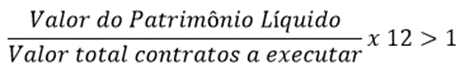 Valor do Patrimônio Líquido
Valor total contratos a executar x 12 > 1